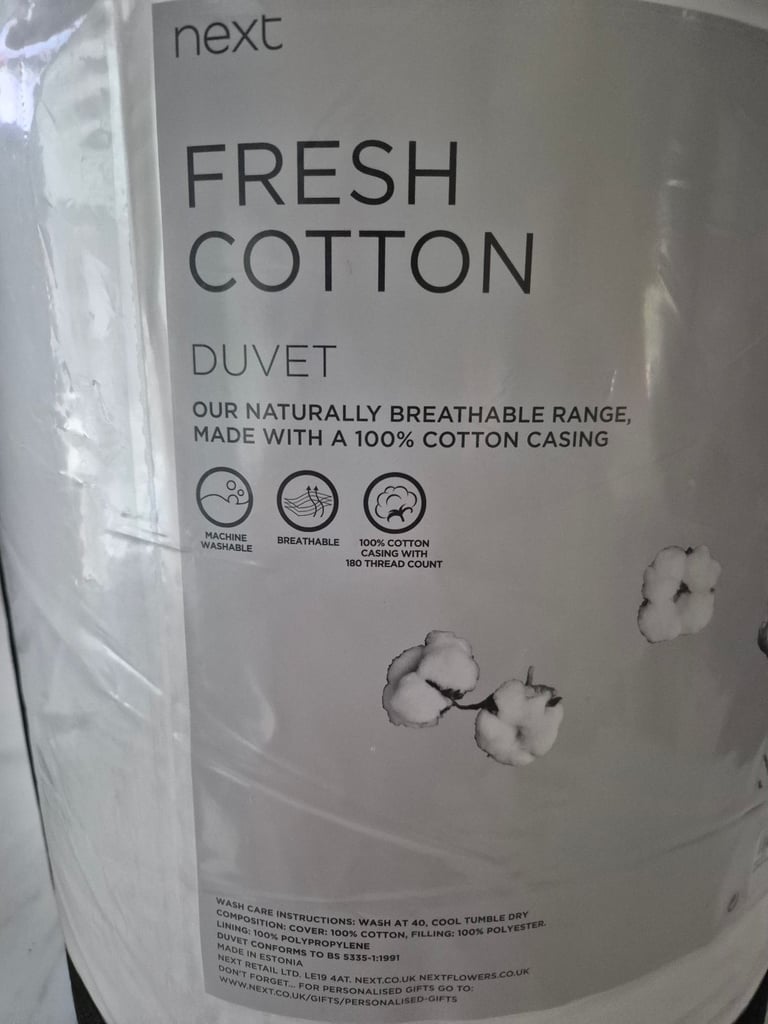 next
FRESH
COTTON
DUVET
OUR NATURALLY BREATHABLE RANGE,
MADE WITH A 100% COTTON CASING
MACHINE
WASHABLE
BREATHABLE
100% COTTON
CASING WITH
180 THREAD COUNT
WASH CARE INSTRUCTIONS: WASH AT 40, COOL TUMBLE DRY
COMPOSITION: COVER: 100% COTTON, FILLING: 100% POLYESTER.
LINING: 100% POLYPROPYLENE
DUVET CONFORMS TO BS 5335-1:1991
MADE IN ESTONIA
NEXT RETAIL LTD. LE19 4AT. NEXT.CO.UK NEXTFLOWERS.CO.UK
DON'T FORGET... FOR PERSONALISED GIFTS GO TO:
WWW.NEXT.CO.UK/GIFTS/PERSONALISED-GIFTS